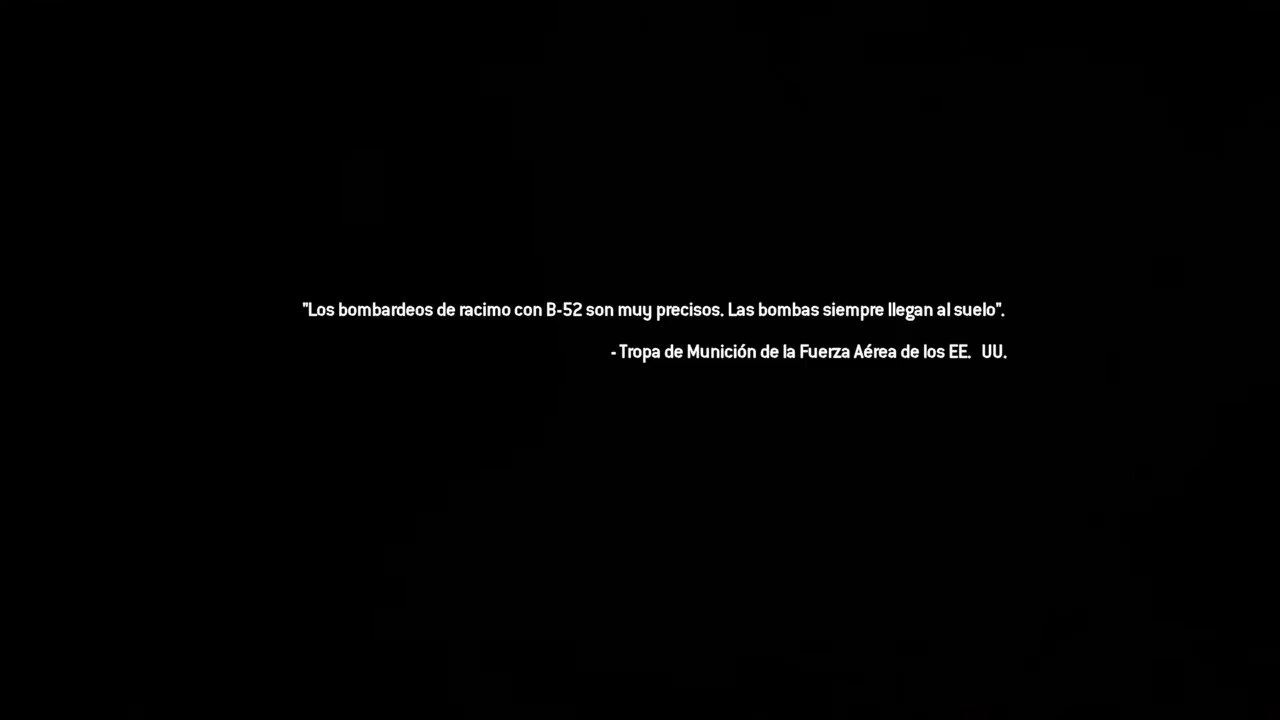 "Los bombardeos de racimo con B-52 son muy precisos. Las bombas siempre llegan al suelo".
- Tropa de Munición de la Fuerza Aérea de los EE. UU.